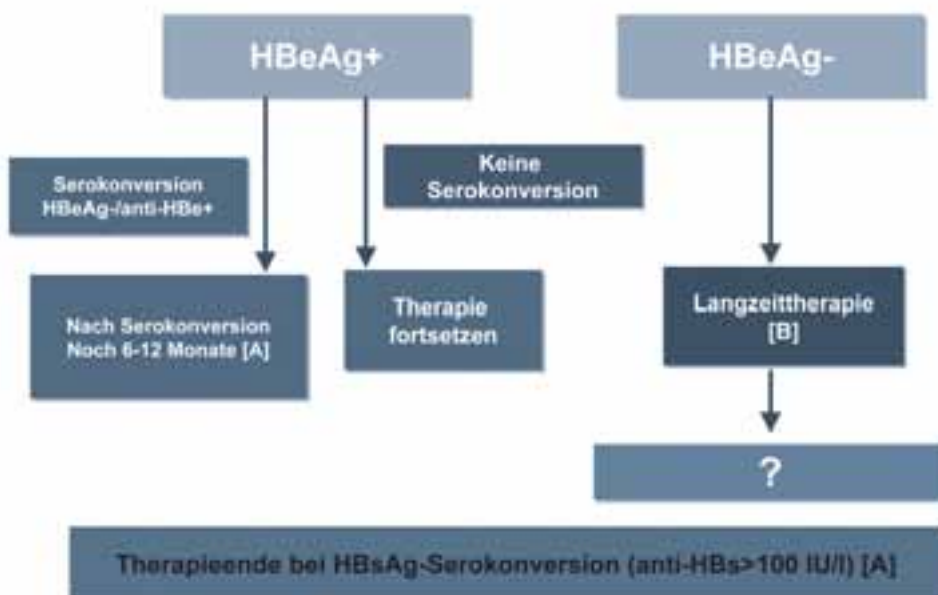 HBeAg+
HBeAg-
Serokonversion
HBeAg-/anti-HBe+
Keine
Serokonversion
Nach Serokonversion
Noch 6-12 Monate [A]
Therapie
fortsetzen
Langzeittherapie
[B]
?
Therapieende bei HBsAg-Serokonversion (anti-HBs>100 IU/l) [A]